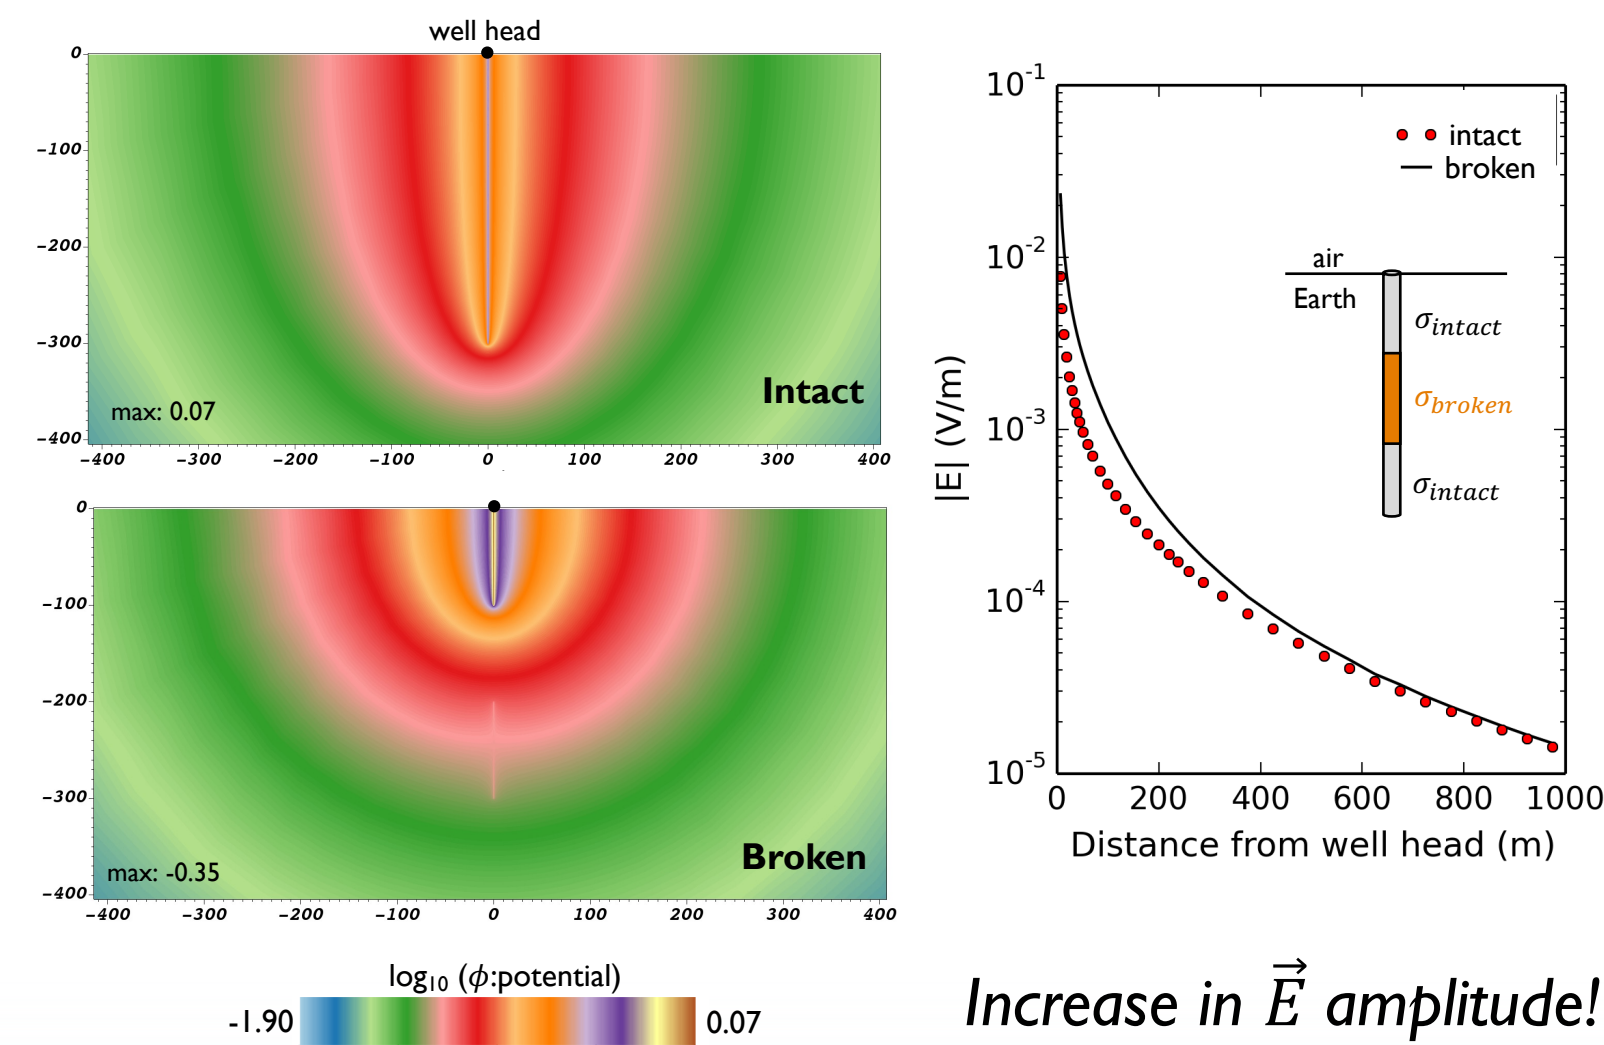 well head
0
-100
-200
-300
-400
max: 0.07
Intact
-400 -300 -200 -100 0 100 200 300 400
0
-100
-200
-300
-400
max: -0.35
Broken
-400 -300 -200 -100 0 100 200 300 400
log₁₀ (ϕ:potential)
-1.90
0.07
|E| (V/m)
10⁻¹
10⁻²
10⁻³
10⁻⁴
10⁻⁵
intact
broken
air
Earth
σ_intact
σ_broken
σ_intact
0 200 400 600 800 1000
Distance from well head (m)
Increase in E⃗ amplitude!